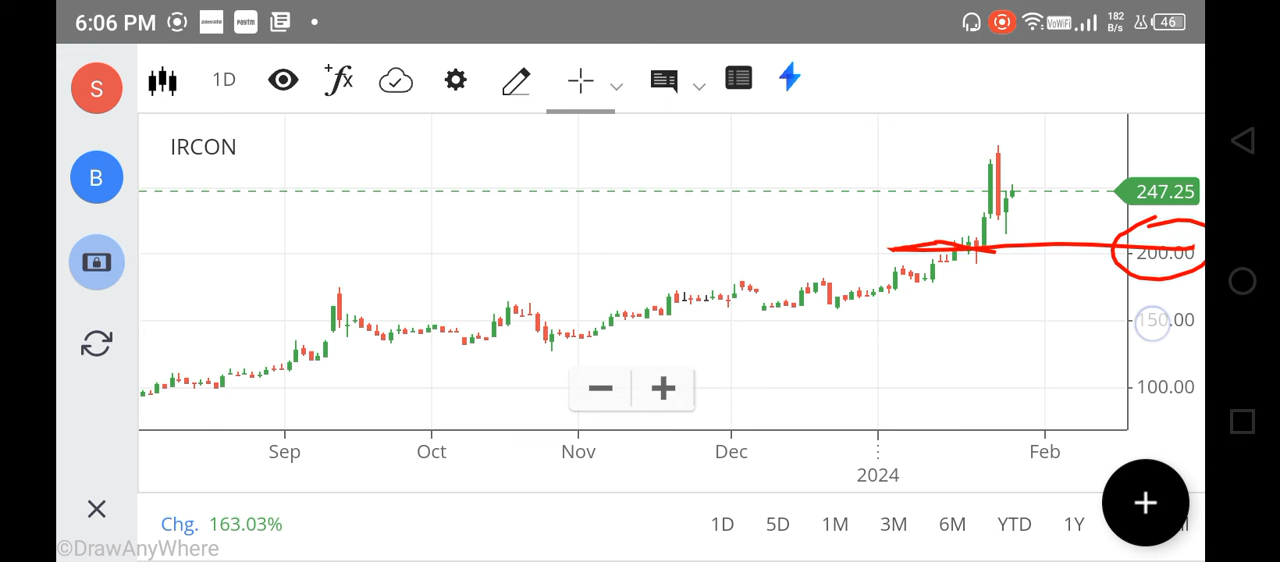 6:06 PM
182
VoWiFi B/s 46
S 1D
IRCON
B 247.25
200.00
150.00
100.00
Sep Oct Nov Dec 2024 Feb
Chg. 163.03% 1D 5D 1M 3M 6M YTD 1Y
©DrawAnyWhere